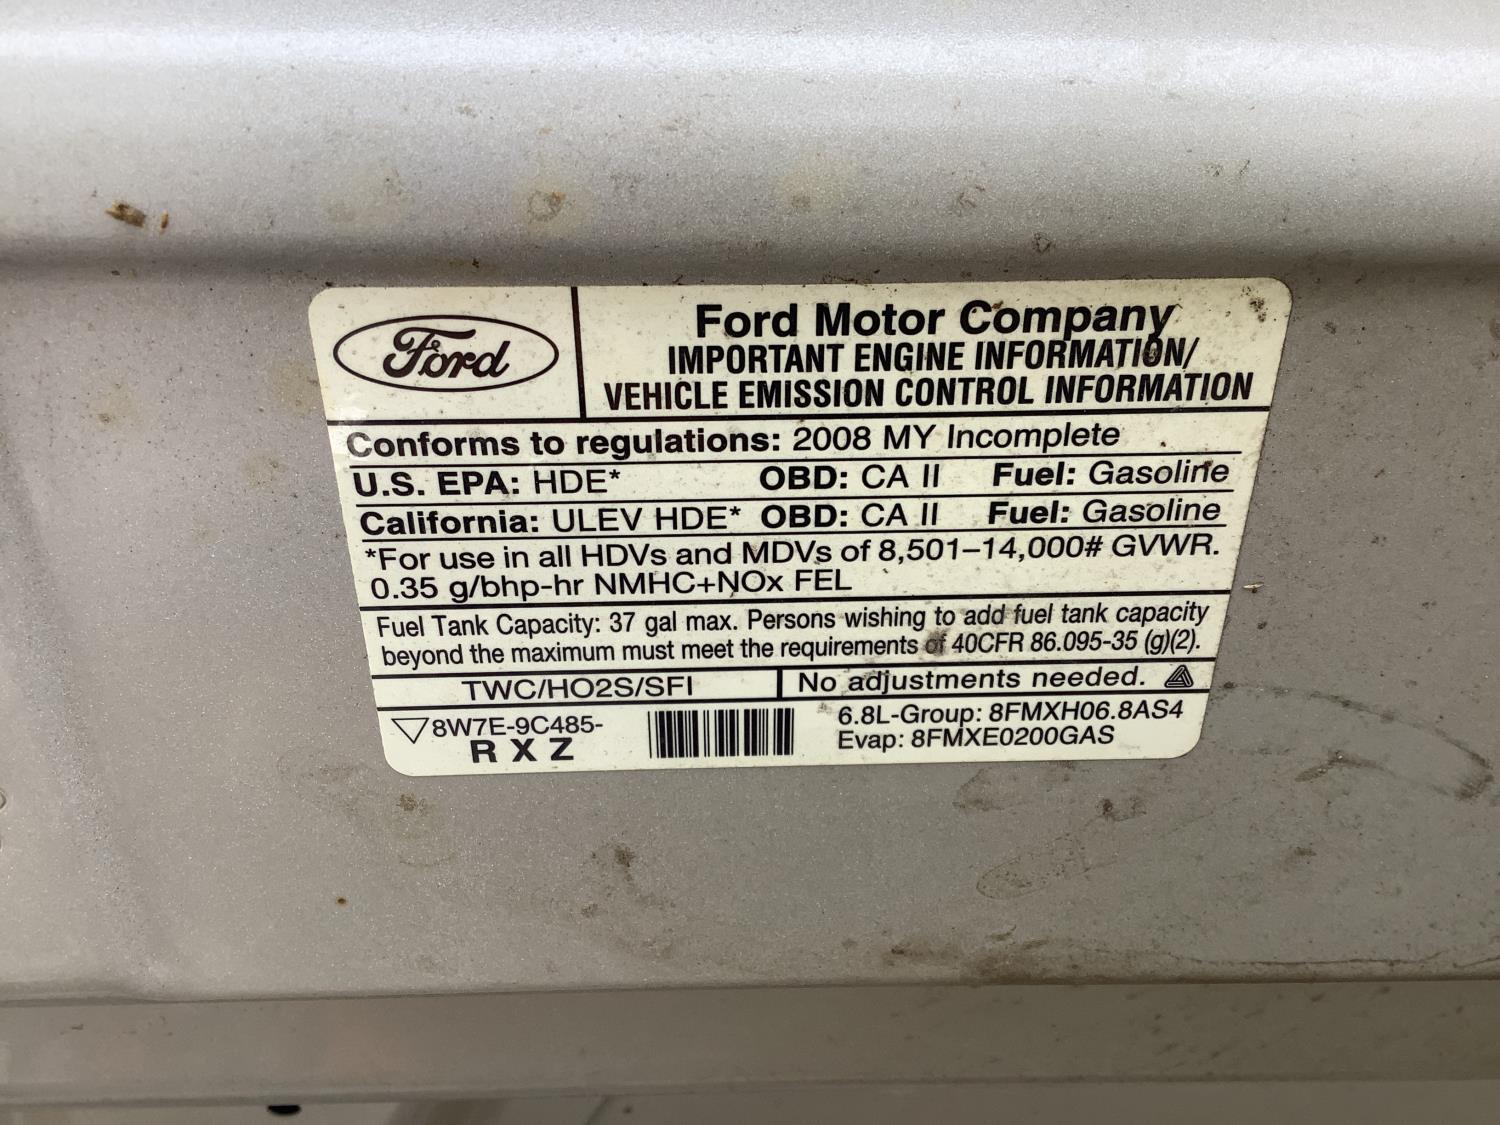 Ford
Ford Motor Company
IMPORTANT ENGINE INFORMATION/
VEHICLE EMISSION CONTROL INFORMATION
Conforms to regulations: 2008 MY Incomplete
U.S. EPA: HDE* OBD: CA II Fuel: Gasoline
California: ULEV HDE* OBD: CA II Fuel: Gasoline
*For use in all HDVs and MDVs of 8,501–14,000# GVWR.
0.35 g/bhp-hr NMHC+NOx FEL
Fuel Tank Capacity: 37 gal max. Persons wishing to add fuel tank capacity
beyond the maximum must meet the requirements of 40CFR 86.095-35 (g)(2).
TWC/HO2S/SFI
No adjustments needed.
8W7E-9C485-
R X Z
6.8L-Group: 8FMXH06.8AS4
Evap: 8FMXE0200GAS